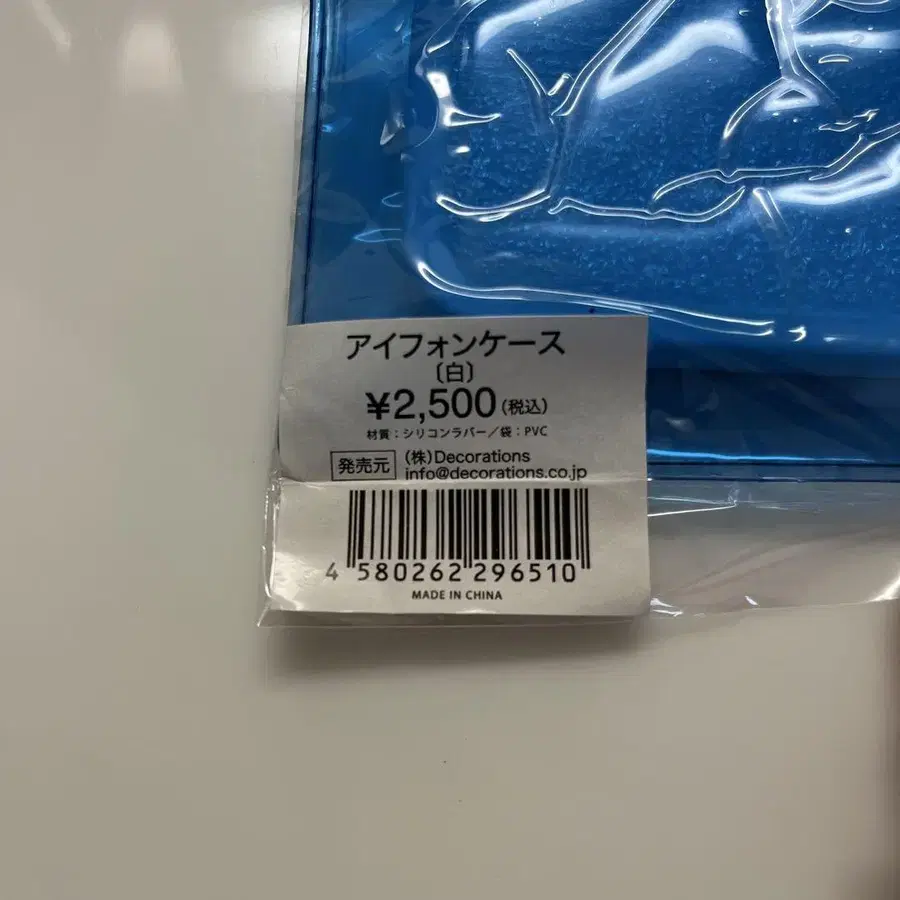 アイフォンケース
〔白〕
¥2,500(税込)
材質：シリコンラバー／袋：PVC
発売元 (株)Decorations
info@decorations.co.jp
4 580262 296510
MADE IN CHINA